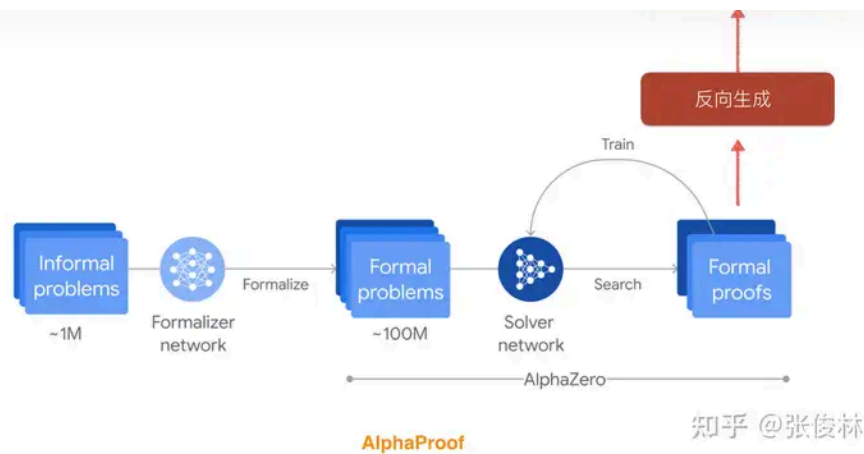 反向生成
Train
Informal
problems
Formalize
Formal
problems
Search
Formal
proofs
~1M
Formalizer
network
~100M
Solver
network
AlphaZero
AlphaProof
知乎 @张俊林